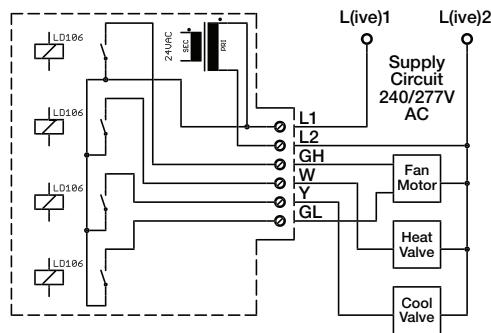 L(ive)1
L(ive)2
LD106
24VAC
SEC
PRI
Supply
Circuit
240/277V
AC
LD106
L1
L2
GH
W
Y
GL
Fan
Motor
LD106
Heat
Valve
LD106
Cool
Valve